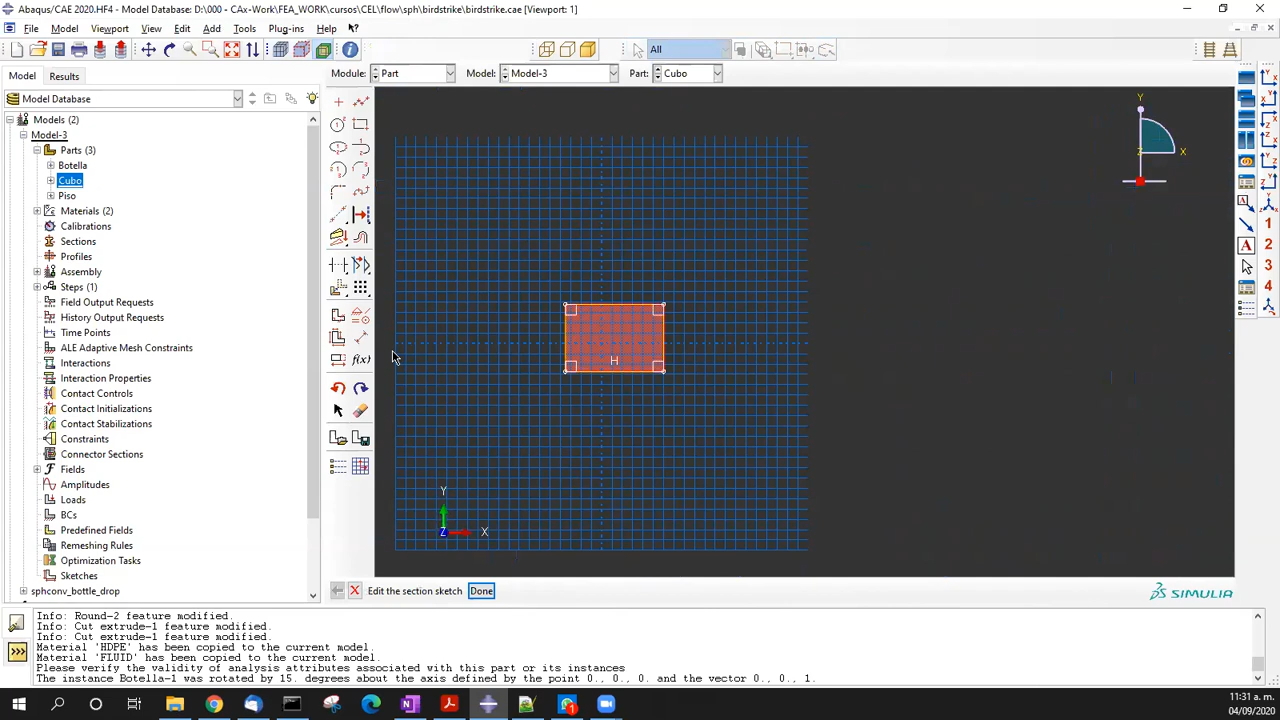 Abaqus/CAE 2020.HF4 - Model Database: D:\000 - CAx-Work\FEA_WORK\cursos\CEL\flow\sph\birdstrike\birdstrike.cae [Viewport: 1]
File Model Viewport View Edit Add Tools Plug-ins Help
All
Model Results
Module: Part Model: Model-3 Part: Cubo
Model Database
Models (2)
Model-3
Parts (3)
Botella
Cubo
Piso
Materials (2)
Calibrations
Sections
Profiles
Assembly
Steps (1)
Field Output Requests
History Output Requests
Time Points
ALE Adaptive Mesh Constraints
Interactions
Interaction Properties
Contact Controls
Contact Initializations
Contact Stabilizations
Constraints
Connector Sections
Fields
Amplitudes
Loads
BCs
Predefined Fields
Remeshing Rules
Optimization Tasks
Sketches
sphconv_bottle_drop
f(x)
H
Y
Z X
Y
Z X
A
1
A 2
3
4
Edit the section sketch Done
SIMULIA
Info: Round-2 feature modified.
Info: Cut extrude-1 feature modified.
Info: Cut extrude-1 feature modified.
Material 'HDPE' has been copied to the current model.
Material 'FLUID' has been copied to the current model.
Please verify the validity of analysis attributes associated with this part or its instances
The instance Botella-1 was rotated by 15. degrees about the axis defined by the point 0., 0., 0. and the vector 0., 0., 1.
>>>
11:31 a. m.
04/09/2020